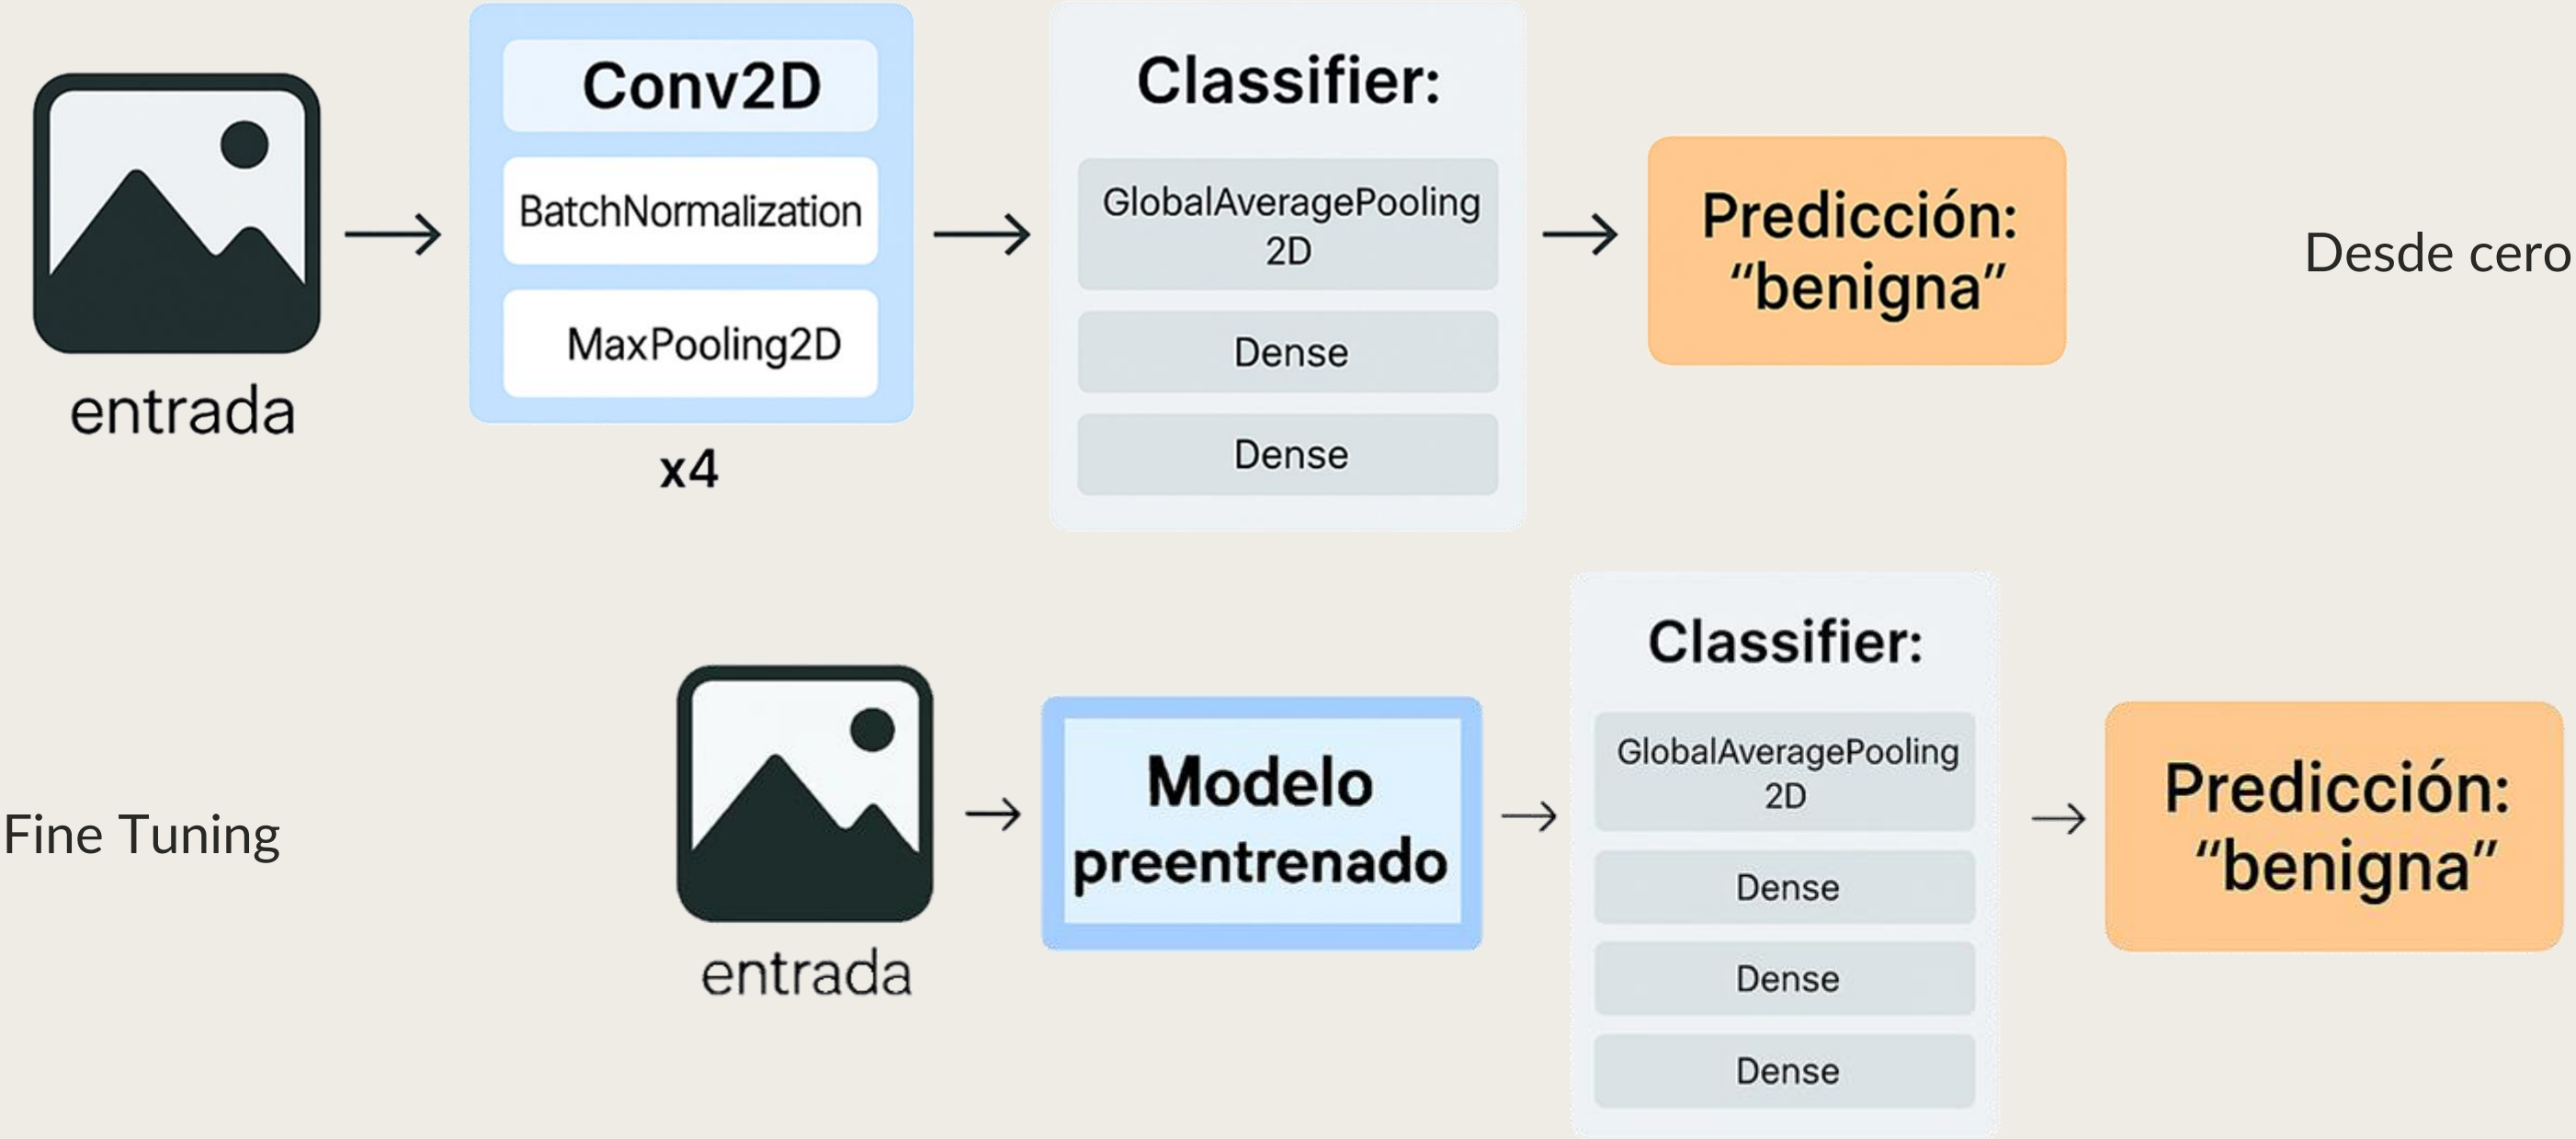 entrada
Conv2D
BatchNormalization
MaxPooling2D
x4
Classifier:
GlobalAveragePooling
2D
Dense
Dense
Predicción:
“benigna”
Desde cero
Fine Tuning
entrada
Modelo
preentrenado
Classifier:
GlobalAveragePooling
2D
Dense
Dense
Dense
Predicción:
“benigna”